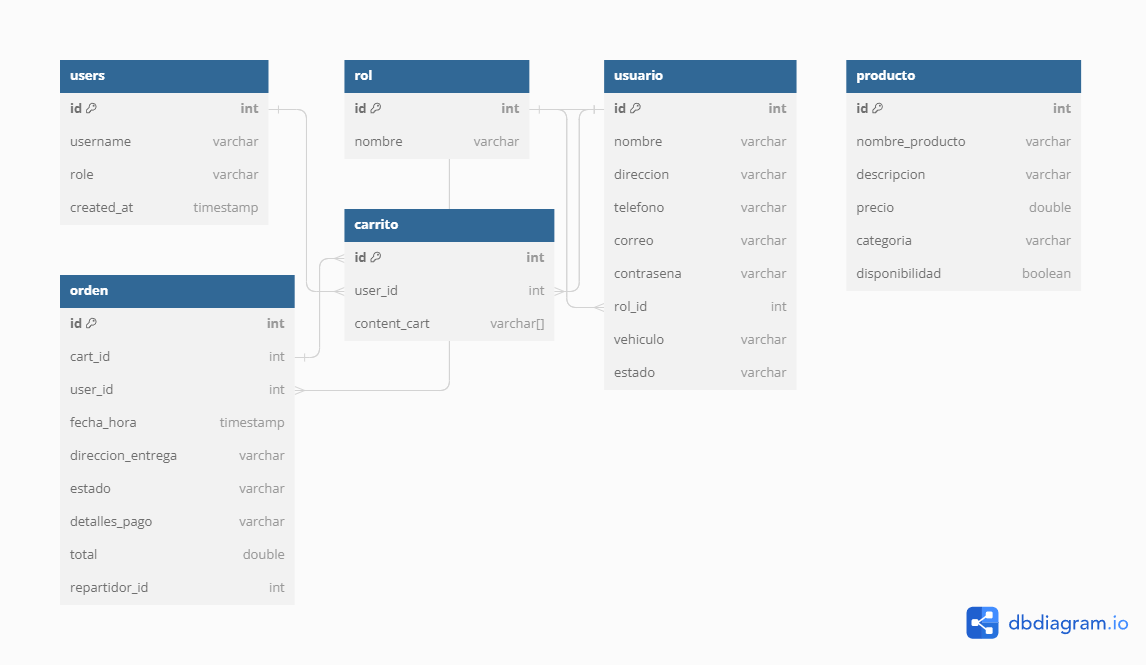 users
id int
username varchar
role varchar
created_at timestamp
rol
id int
nombre varchar
usuario
id int
nombre varchar
direccion varchar
telefono varchar
correo varchar
contrasena varchar
rol_id int
vehiculo varchar
estado varchar
producto
id int
nombre_producto varchar
descripcion varchar
precio double
categoria varchar
disponibilidad boolean
carrito
id int
user_id int
content_cart varchar[]
orden
id int
cart_id int
user_id int
fecha_hora timestamp
direccion_entrega varchar
estado varchar
detalles_pago varchar
total double
repartidor_id int
dbdiagram.io